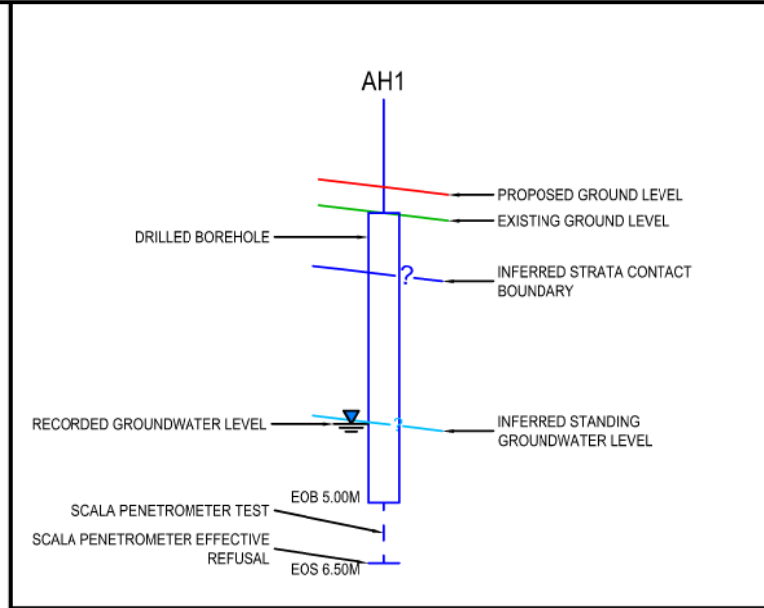 AH1
PROPOSED GROUND LEVEL
EXISTING GROUND LEVEL
DRILLED BOREHOLE
?
INFERRED STRATA CONTACT
BOUNDARY
RECORDED GROUNDWATER LEVEL
?
INFERRED STANDING
GROUNDWATER LEVEL
EOB 5.00M
SCALA PENETROMETER TEST
SCALA PENETROMETER EFFECTIVE
REFUSAL
EOS 6.50M